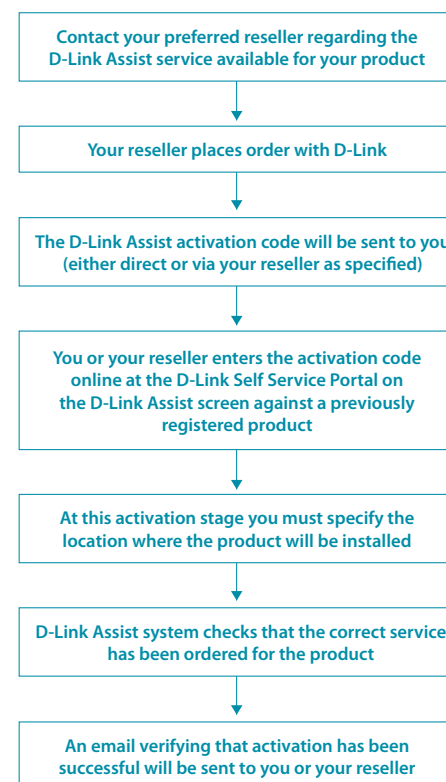 Contact your preferred reseller regarding the
D-Link Assist service available for your product
Your reseller places order with D-Link
The D-Link Assist activation code will be sent to you
(either direct or via your reseller as specified)
You or your reseller enters the activation code
online at the D-Link Self Service Portal on
the D-Link Assist screen against a previously
registered product
At this activation stage you must specify the
location where the product will be installed
D-Link Assist system checks that the correct service
has been ordered for the product
An email verifying that activation has been
successful will be sent to you or your reseller